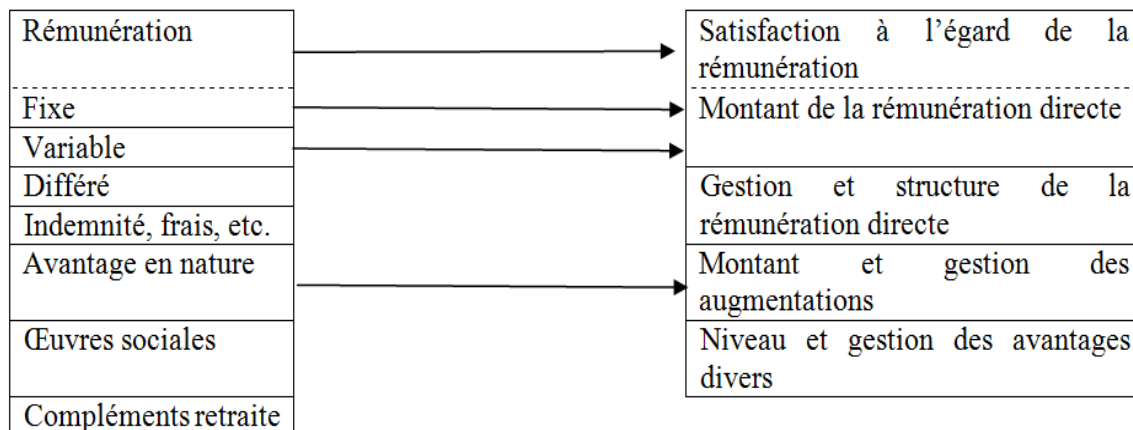 Rémunération
Fixe
Variable
Différé
Indemnité, frais, etc.
Avantage en nature
Œuvres sociales
Compléments retraite
Satisfaction à l’égard de la
rémunération
Montant de la rémunération directe
Gestion et structure de la
rémunération directe
Montant et gestion des
augmentations
Niveau et gestion des avantages
divers